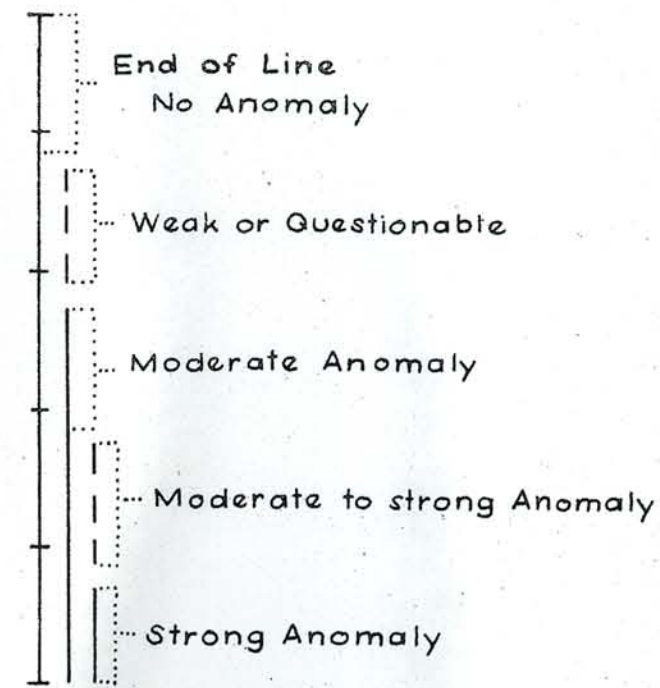 End of Line
No Anomaly
Weak or Questionable
Moderate Anomaly
Moderate to strong Anomaly
Strong Anomaly